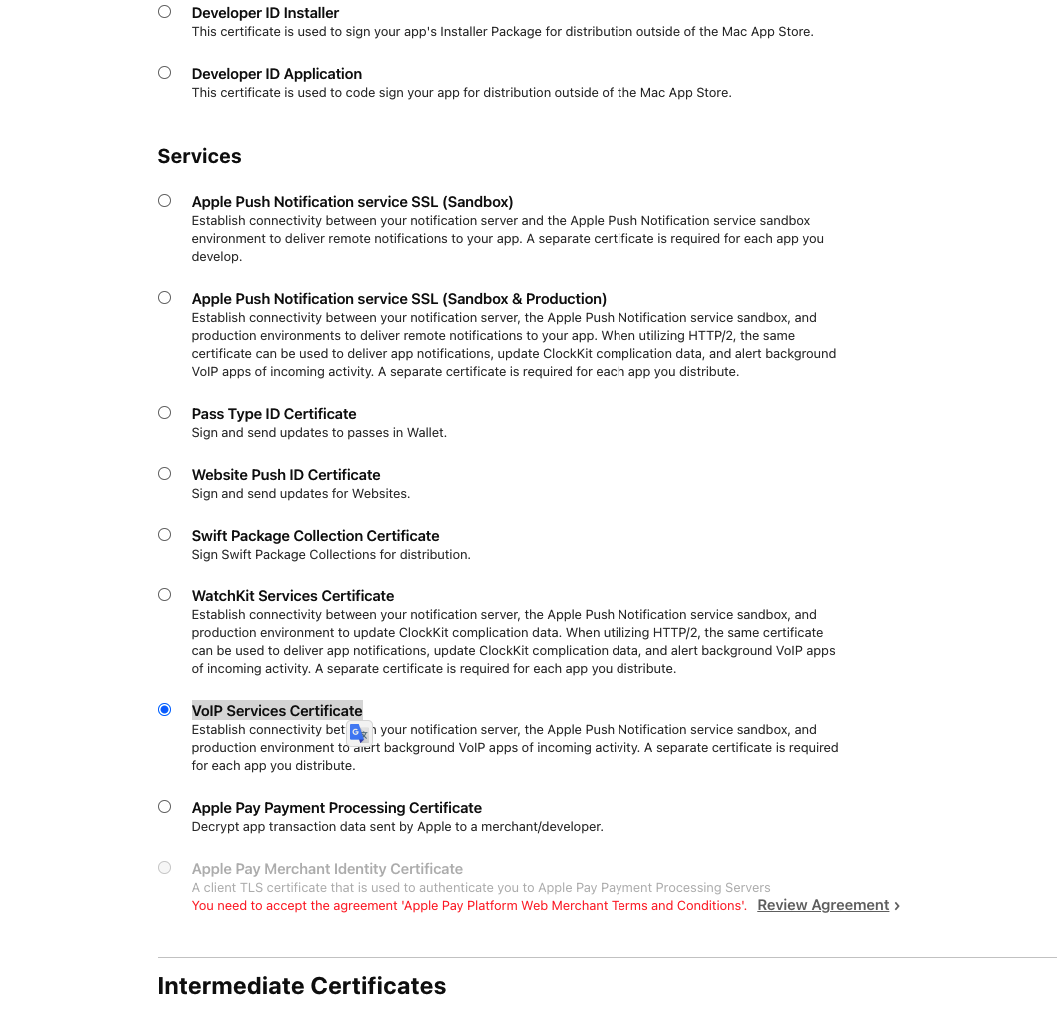 Developer ID Installer
This certificate is used to sign your app's Installer Package for distribution outside of the Mac App Store.
Developer ID Application
This certificate is used to code sign your app for distribution outside of the Mac App Store.
Services
Apple Push Notification service SSL (Sandbox)
Establish connectivity between your notification server and the Apple Push Notification service sandbox
environment to deliver remote notifications to your app. A separate certificate is required for each app you
develop.
Apple Push Notification service SSL (Sandbox & Production)
Establish connectivity between your notification server, the Apple Push Notification service sandbox, and
production environments to deliver remote notifications to your app. When utilizing HTTP/2, the same
certificate can be used to deliver app notifications, update ClockKit complication data, and alert background
VoIP apps of incoming activity. A separate certificate is required for each app you distribute.
Pass Type ID Certificate
Sign and send updates to passes in Wallet.
Website Push ID Certificate
Sign and send updates for Websites.
Swift Package Collection Certificate
Sign Swift Package Collections for distribution.
WatchKit Services Certificate
Establish connectivity between your notification server, the Apple Push Notification service sandbox, and
production environment to update ClockKit complication data. When utilizing HTTP/2, the same certificate
can be used to deliver app notifications, update ClockKit complication data, and alert background VoIP apps
of incoming activity. A separate certificate is required for each app you distribute.
VoIP Services Certificate
Establish connectivity bet your notification server, the Apple Push Notification service sandbox, and
production environment to alert background VoIP apps of incoming activity. A separate certificate is required
for each app you distribute.
Apple Pay Payment Processing Certificate
Decrypt app transaction data sent by Apple to a merchant/developer.
Apple Pay Merchant Identity Certificate
A client TLS certificate that is used to authenticate you to Apple Pay Payment Processing Servers
You need to accept the agreement 'Apple Pay Platform Web Merchant Terms and Conditions'. Review Agreement >
Intermediate Certificates